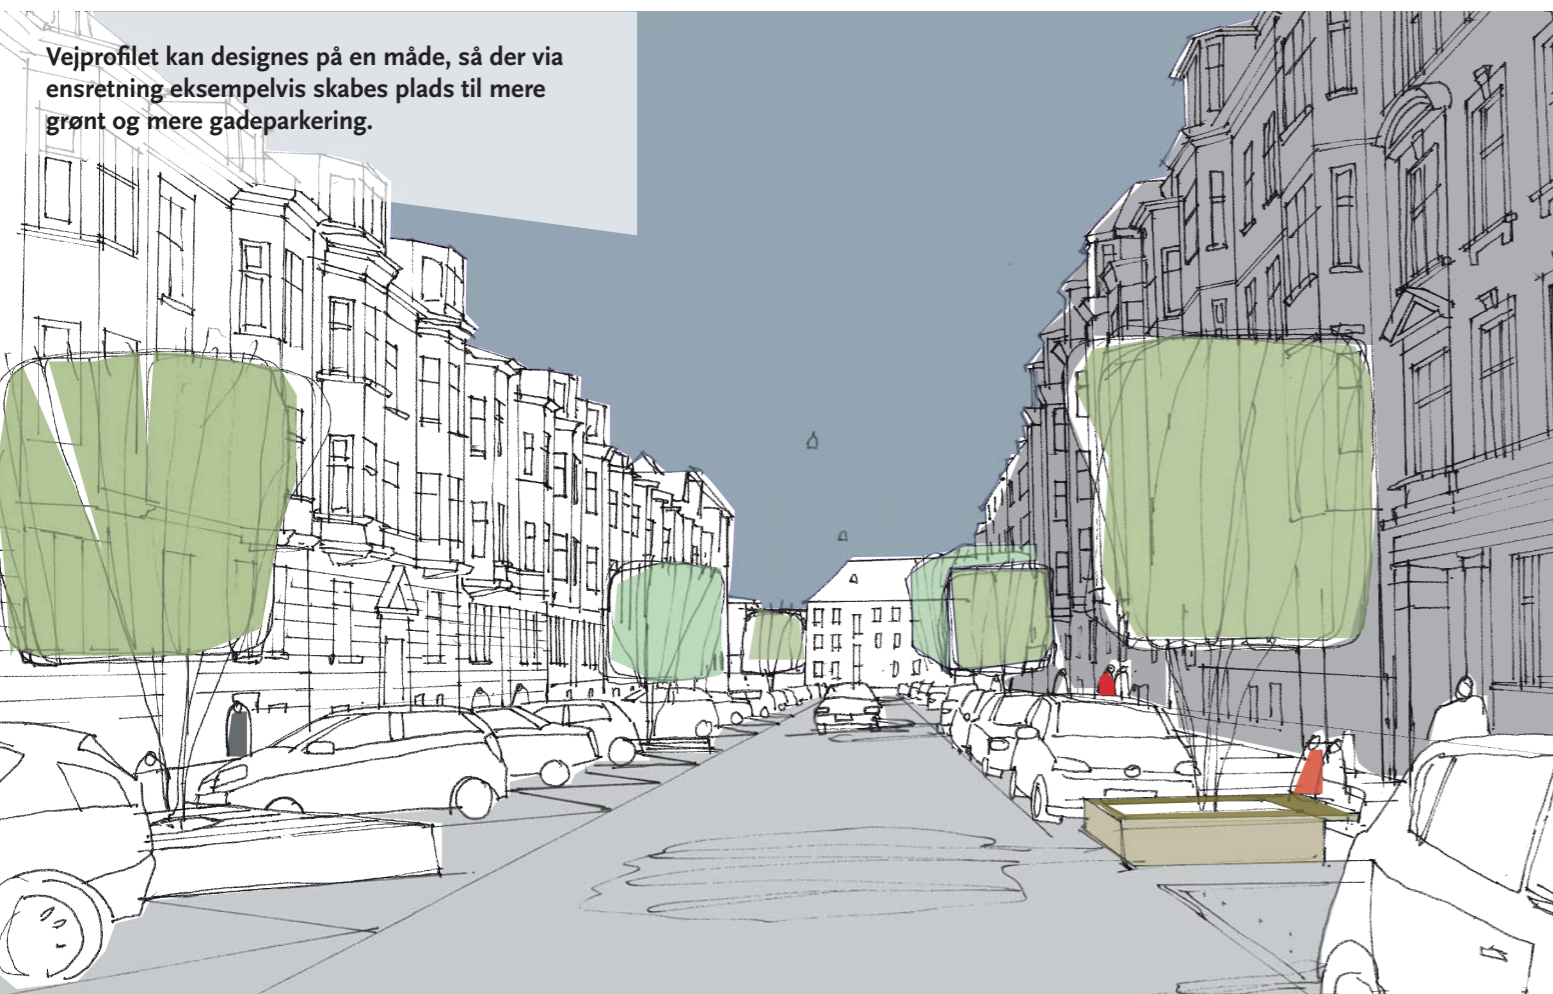 Vejprofilet kan designes på en måde, så der via
ensretning eksempelvis skabes plads til mere
grønt og mere gadeparkering.